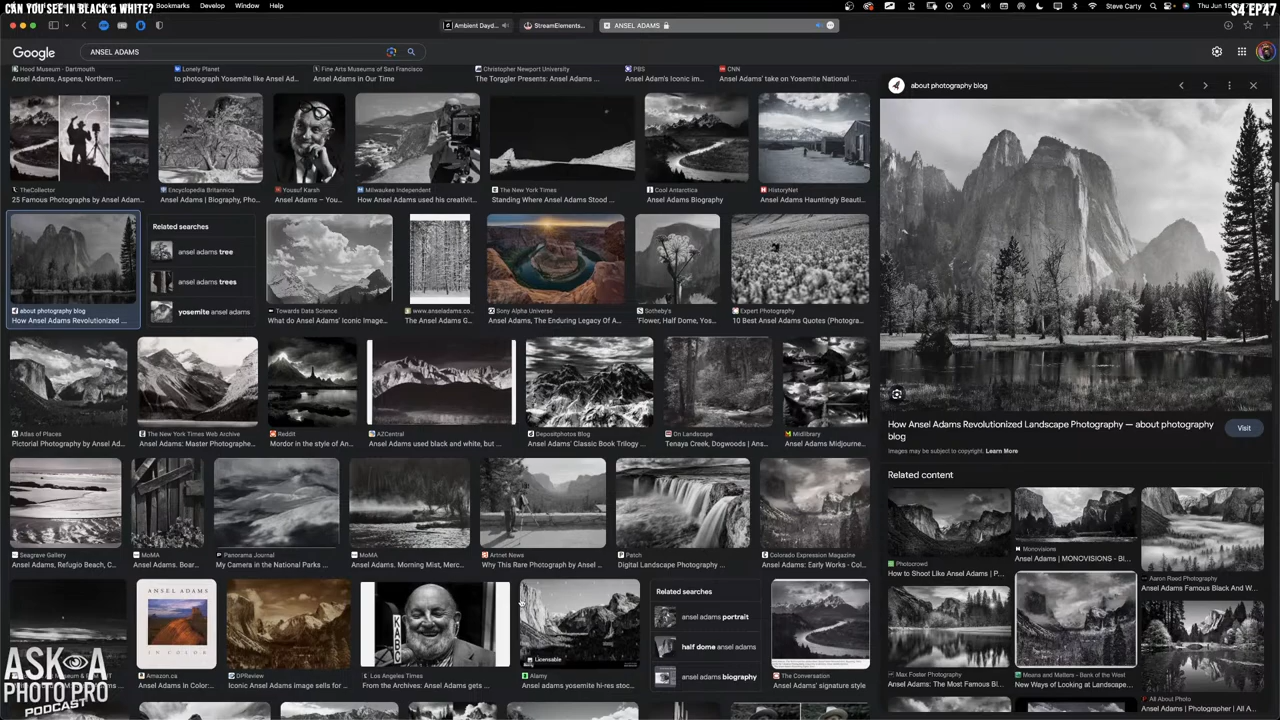 CAN YOU SEE IN BLACK & WHITE?
Bookmarks Develop Window Help
Steve Carty Thu Jun 15
S4 EP47
Ambient Dayd...
StreamElements...
ANSEL ADAMS
Google
ANSEL ADAMS
Hood Museum - Dartmouth
Ansel Adams, Aspens, Northern ...
Lonely Planet
to photograph Yosemite like Ansel Ad...
Fine Arts Museums of San Francisco
Ansel Adams in Our Time
Christopher Newport University
The Torggler Presents: Ansel Adams ...
PBS
Ansel Adam's Iconic im...
CNN
Ansel Adams' take on Yosemite National ...
TheCollector
25 Famous Photographs by Ansel Adam...
Encyclopedia Britannica
Ansel Adams | Biography, Pho...
Yousuf Karsh
Ansel Adams – You...
Milwaukee Independent
How Ansel Adams used his creativit...
The New York Times
Standing Where Ansel Adams Stood ...
Cool Antarctica
Ansel Adams Biography
HistoryNet
Ansel Adams Hauntingly Beauti...
about photography blog
How Ansel Adams Revolutionized ...
Related searches
ansel adams tree
ansel adams trees
yosemite ansel adams
Towards Data Science
What do Ansel Adams' Iconic Image...
www.anseladams.co...
The Ansel Adams G...
Sony Alpha Universe
Ansel Adams, The Enduring Legacy Of A...
Sotheby's
'Flower, Half Dome, Yos...
Expert Photography
10 Best Ansel Adams Quotes (Photogra...
Atlas of Places
Pictorial Photography by Ansel Ad...
The New York Times Web Archive
Ansel Adams: Master Photographe...
Reddit
Mordor in the style of An...
AZCentral
Ansel Adams used black and white, but ...
Depositphotos Blog
Ansel Adams' Classic Book Trilogy ...
On Landscape
Tenaya Creek, Dogwoods | Ans...
Midlibrary
Ansel Adams Midjourne...
Seagrave Gallery
Ansel Adams, Refugio Beach, C...
MoMA
Ansel Adams. Boar...
Panorama Journal
My Camera in the National Parks ...
MoMA
Ansel Adams. Morning Mist, Merc...
Artnet News
Why This Rare Photograph by Ansel ...
Patch
Digital Landscape Photography ...
Colorado Expression Magazine
Ansel Adams: Early Works - Col...
ANSEL ADAMS
IN COLOR
Amazon.ca
Ansel Adams In Color:...
DPReview
Iconic Ansel Adams image sets for ...
Los Angeles Times
From the Archives: Ansel Adams gets ...
Licensable
Alamy
Ansel adams yosemite hi-res stoc...
Related searches
ansel adams portrait
half dome ansel adams
ansel adams biography
The Conversation
Ansel Adams' signature style
ASK A
PHOTO PRO
PODCAST
about photography blog
How Ansel Adams Revolutionized Landscape Photography — about photography
blog
Visit
Images may be subject to copyright. Learn More
Related content
Photocrowd
How to Shoot Like Ansel Adams | P...
Monovisions
Ansel Adams | MONOVISIONS - Bl...
Aaron Reed Photography
Ansel Adams Famous Black And W...
Max Foster Photography
Ansel Adams: The Most Famous Bl...
Means and Matters - Bank of the West
New Ways of Looking at Landscape...
All About Photo
Ansel Adams | Photographer | All A...